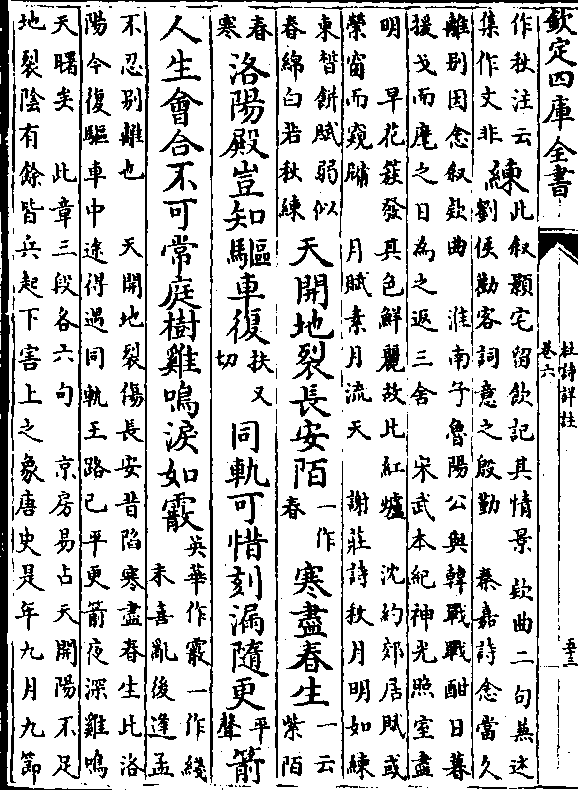 欽定四庫全書
杜詩詳註
卷六
作秋注云
集作文非
練
此叙顥宅留飲記其情景 欵曲二句兼送
劉侯勸客詞意之殷勤 秦嘉詩念當久
離别因念叙欵曲 淮南子魯陽公與韓戰戰酣日暮
援戈而麾之日為之返三舍 宋武本紀神光照室盡
明 早花蔟發具色鮮麗故比紅爐 沈約郊居賦或
榮窗而窺牖 月賦素月流天 謝莊詩秋月明如練
東晳餅賦弱似
春綿白若秋練
天開地裂長安陌
一作
春
寒盡春生
一云
紫陌
春
寒
洛陽殿豈知驅車復
扶又
切
同軌可惜刻漏隨更
平
聲
箭
人生會合不可常庭樹雞鳴淚如霰
英華作霰一作綫
未喜亂後逢孟
不忍别離也 天開地裂傷長安昔陷寒盡春生比洛
陽今復驅車中途得遇同軌王路已平更箭夜深雞鳴
天曙矣 此章三段各六句 京房易占天開陽不足
地裂陰有餘皆兵起下害上之象唐史是年九月九節